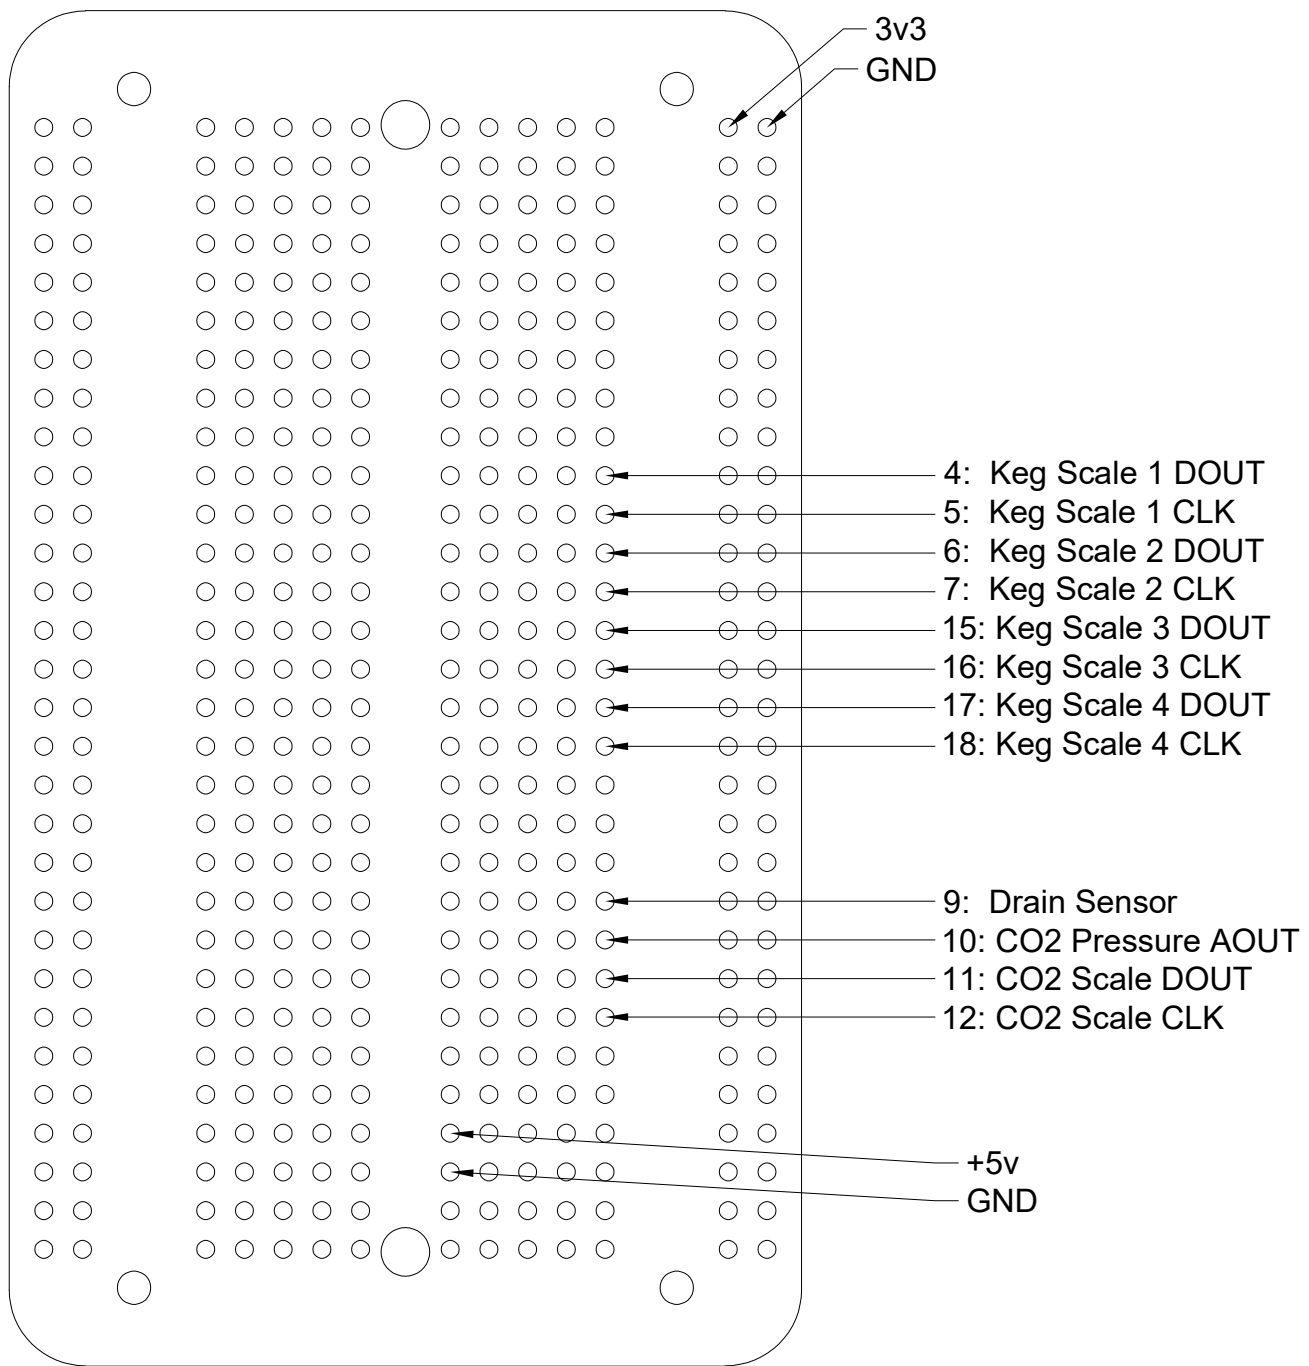 3v3
GND
4: Keg Scale 1 DOUT
5: Keg Scale 1 CLK
6: Keg Scale 2 DOUT
7: Keg Scale 2 CLK
15: Keg Scale 3 DOUT
16: Keg Scale 3 CLK
17: Keg Scale 4 DOUT
18: Keg Scale 4 CLK
9: Drain Sensor
10: CO2 Pressure AOUT
11: CO2 Scale DOUT
12: CO2 Scale CLK
+5v
GND